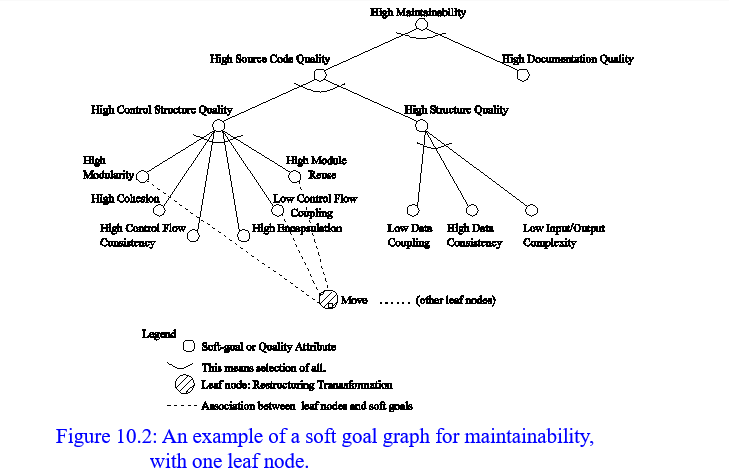 High Maintainability
High Source Code Quality
High Documentation Quality
High Control Structure Quality
High Structure Quality
High
Modularity
High Module
Reuse
High Cohesion
Low Control Flow
Coupling
High Control Flow
Consistency
High Encapsulation
Low Data
Coupling
High Data
Consistency
Low Input/Output
Complexity
Move ...... (other leaf nodes)
Legend
Soft-goal or Quality Attribute
This means selection of all.
Leaf node: Restructuring Transformation
Association between leaf nodes and soft goals
Figure 10.2: An example of a soft goal graph for maintainability,
with one leaf node.